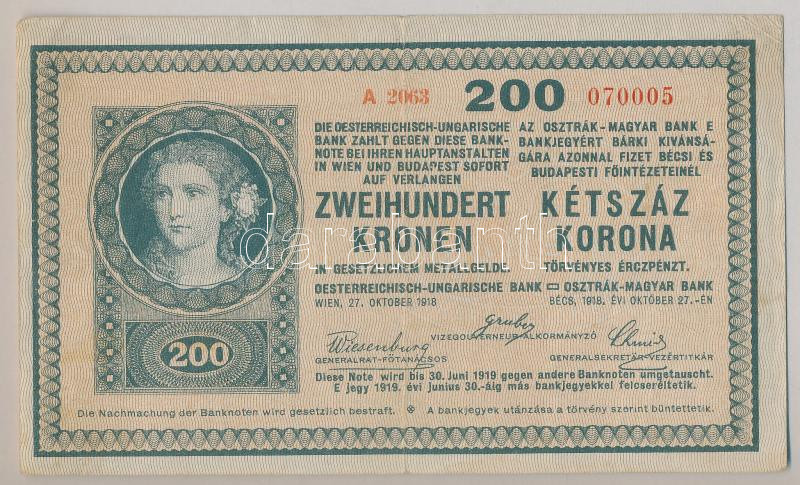 A 2063 200 070005
DIE OESTERREICHISCH-UNGARISCHE
BANK ZAHLT GEGEN DIESE BANK-
NOTE BEI IHREN HAUPTANSTALTEN
IN WIEN UND BUDAPEST SOFORT
AUF VERLANGEN
ZWEIHUNDERT
KRONEN
IN GESETZLICHEM METALLGELDE.
OESTERREICHISCH-UNGARISCHE BANK
WIEN, 27. OKTOBER 1918
AZ OSZTRÁK-MAGYAR BANK E
BANKJEGYÉRT BÁRKI KIVÁNSÁ-
GÁRA AZONNAL FIZET BÉCSI ÉS
BUDAPESTI FŐINTÉZETEINÉL
KÉTSZÁZ
KORONA
TÖRVÉNYES ÉRCZPÉNZT.
OSZTRÁK-MAGYAR BANK
BÉCS, 1918. ÉVI OKTÓBER 27.-ÉN
darabanth
Gruber
VIZEGOUVERNEUR-ALKORMÁNYZÓ
Wiesenburg
GENERALRAT-FŐTANÁCSOS
Schmid
GENERALSEKRETÄR-VEZÉRTITKÁR
200
Diese Note wird bis 30. Juni 1919 gegen andere Banknoten umgetauscht.
E jegy 1919. évi junius 30.-áig más bankjegyekkel felcseréltetik.
Die Nachmachung der Banknoten wird gesetzlich bestraft. ※ A bankjegyek utánzása a törvény szerint büntettetik.